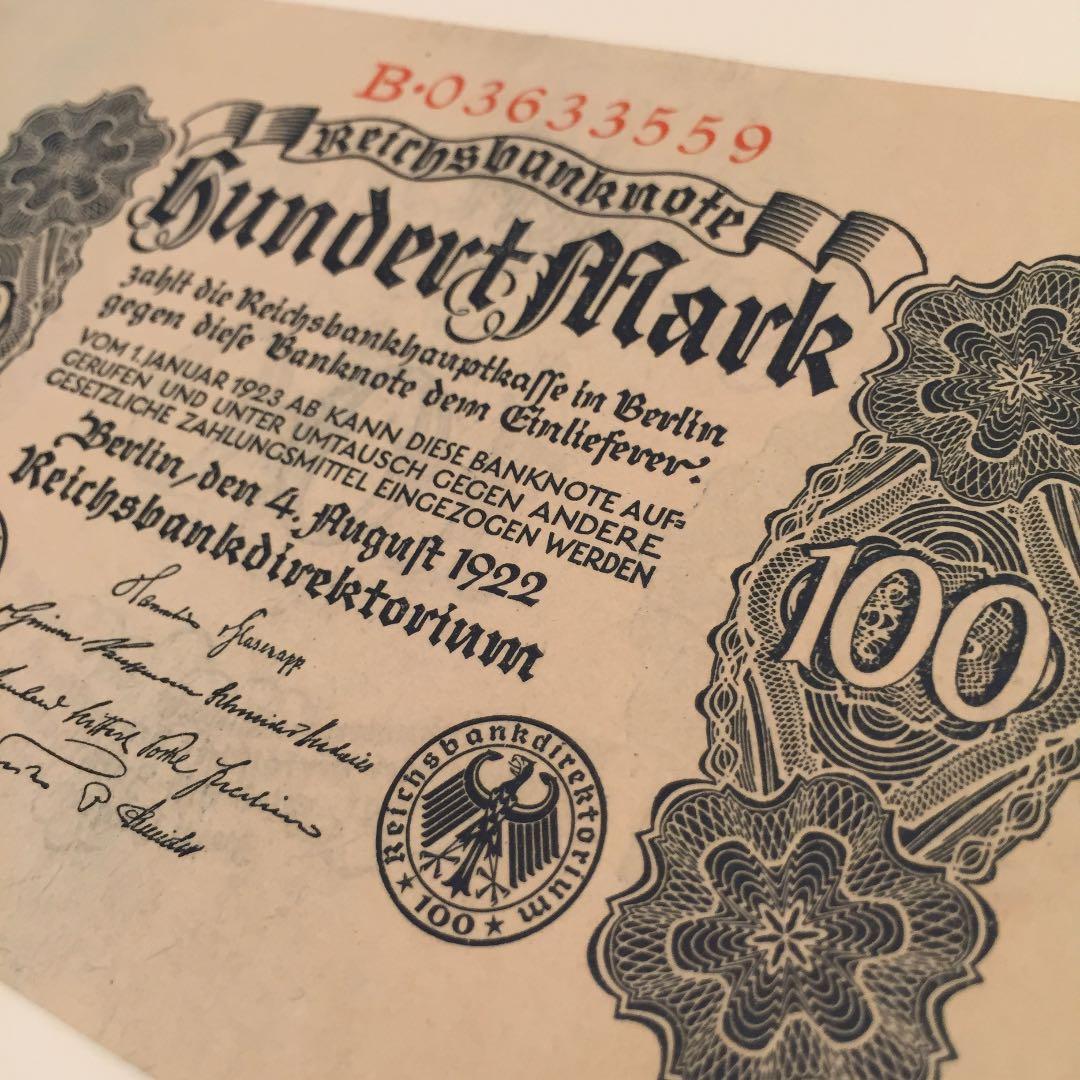 B·03633559
Reichsbanknote
Hundert Mark
zahlt die Reichsbankhauptkasse in Berlin
gegen diese Banknote dem Einlieferer.
VOM 1. JANUAR 1923 AB KANN DIESE BANKNOTE AUF=
GERUFEN UND UNTER UMTAUSCH GEGEN ANDERE
GESETZLICHE ZAHLUNGSMITTEL EINGEZOGEN WERDEN
Berlin, den 4. August 1922
Reichsbankdirektorium
Glasenapp
Reichsbankdirektorium
★ 100 ★
100